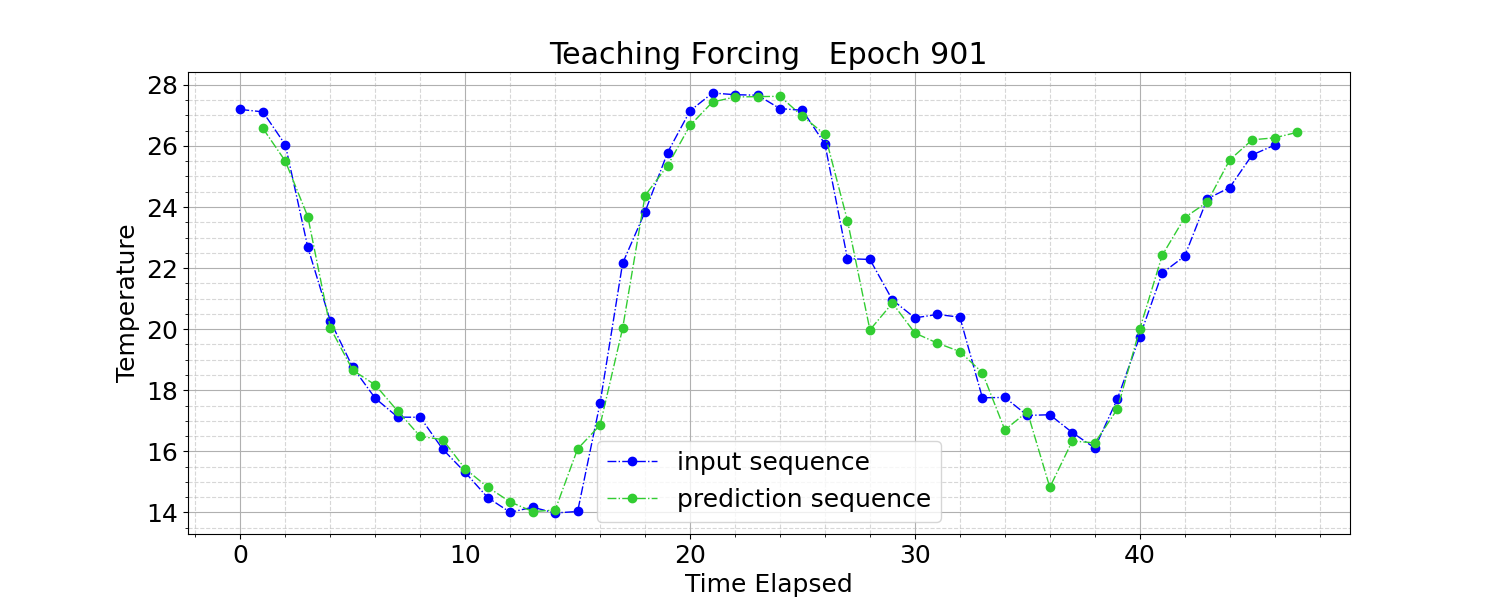 Teaching Forcing   Epoch 901
28
26
24
22
20
18
16
14
Temperature
input sequence
prediction sequence
0 10 20 30 40
Time Elapsed